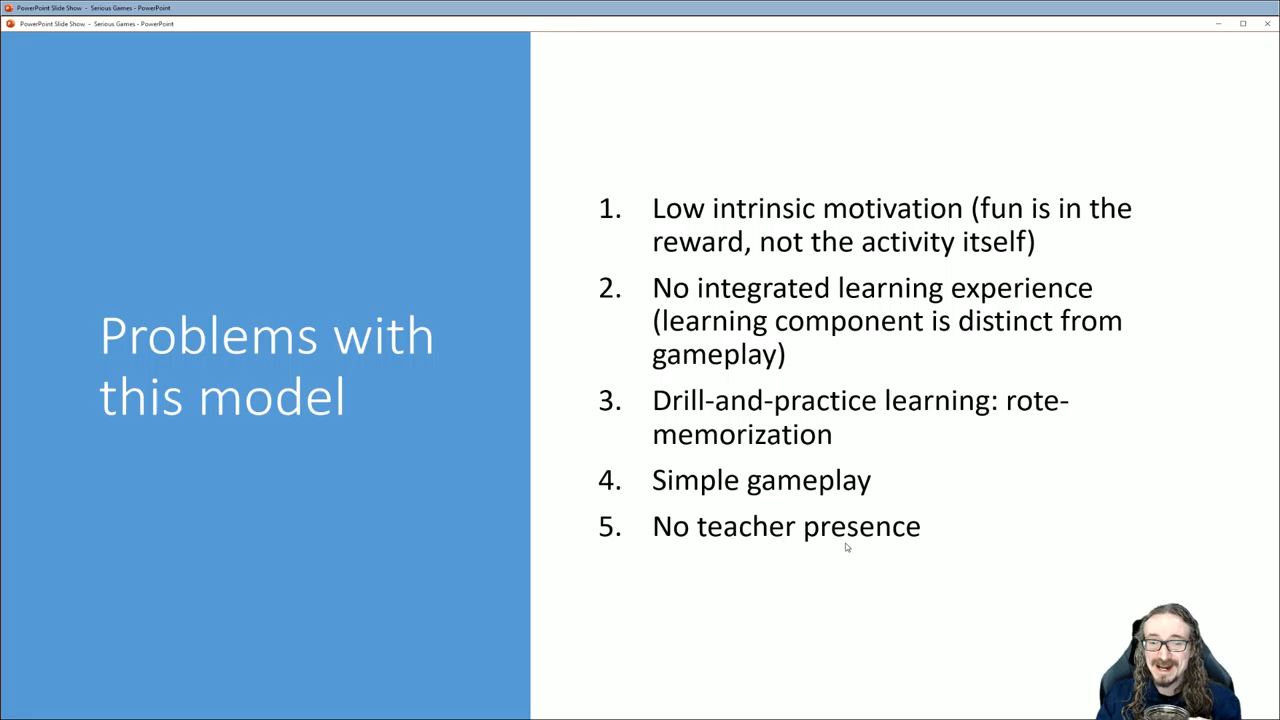 PowerPoint Slide Show - Serious Games - PowerPoint
PowerPoint Slide Show - Serious Games - PowerPoint
Problems with
this model
1. Low intrinsic motivation (fun is in the
reward, not the activity itself)
2. No integrated learning experience
(learning component is distinct from
gameplay)
3. Drill-and-practice learning: rote-
memorization
4. Simple gameplay
5. No teacher presence